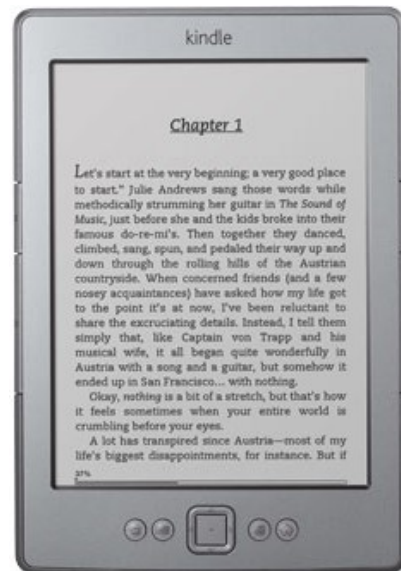 kindle
Chapter 1
Let's start at the very beginning; a very good place
to start." Julie Andrews sang those words while
methodically strumming her guitar in The Sound of
Music, just before she and the kids broke into their
famous do-re-mi's. Then together they danced,
climbed, sang, spun, and pedaled their way up and
down through the rolling hills of the Austrian
countryside. When concerned friends (and a few
nosey acquaintances) have asked how my life got
to the point it's at now, I've been reluctant to
share the excruciating details. Instead, I tell them
simply that, like Captain von Trapp and his
musical wife, it all began quite wonderfully in
Austria with a song and a guitar, but somehow it
ended up in San Francisco... with nothing.
Okay, nothing is a bit of a stretch, but that's how
it feels sometimes when your entire world is
crumbling before your eyes.
A lot has transpired since Austria—most of my
life's biggest disappointments, for instance. But if
37%